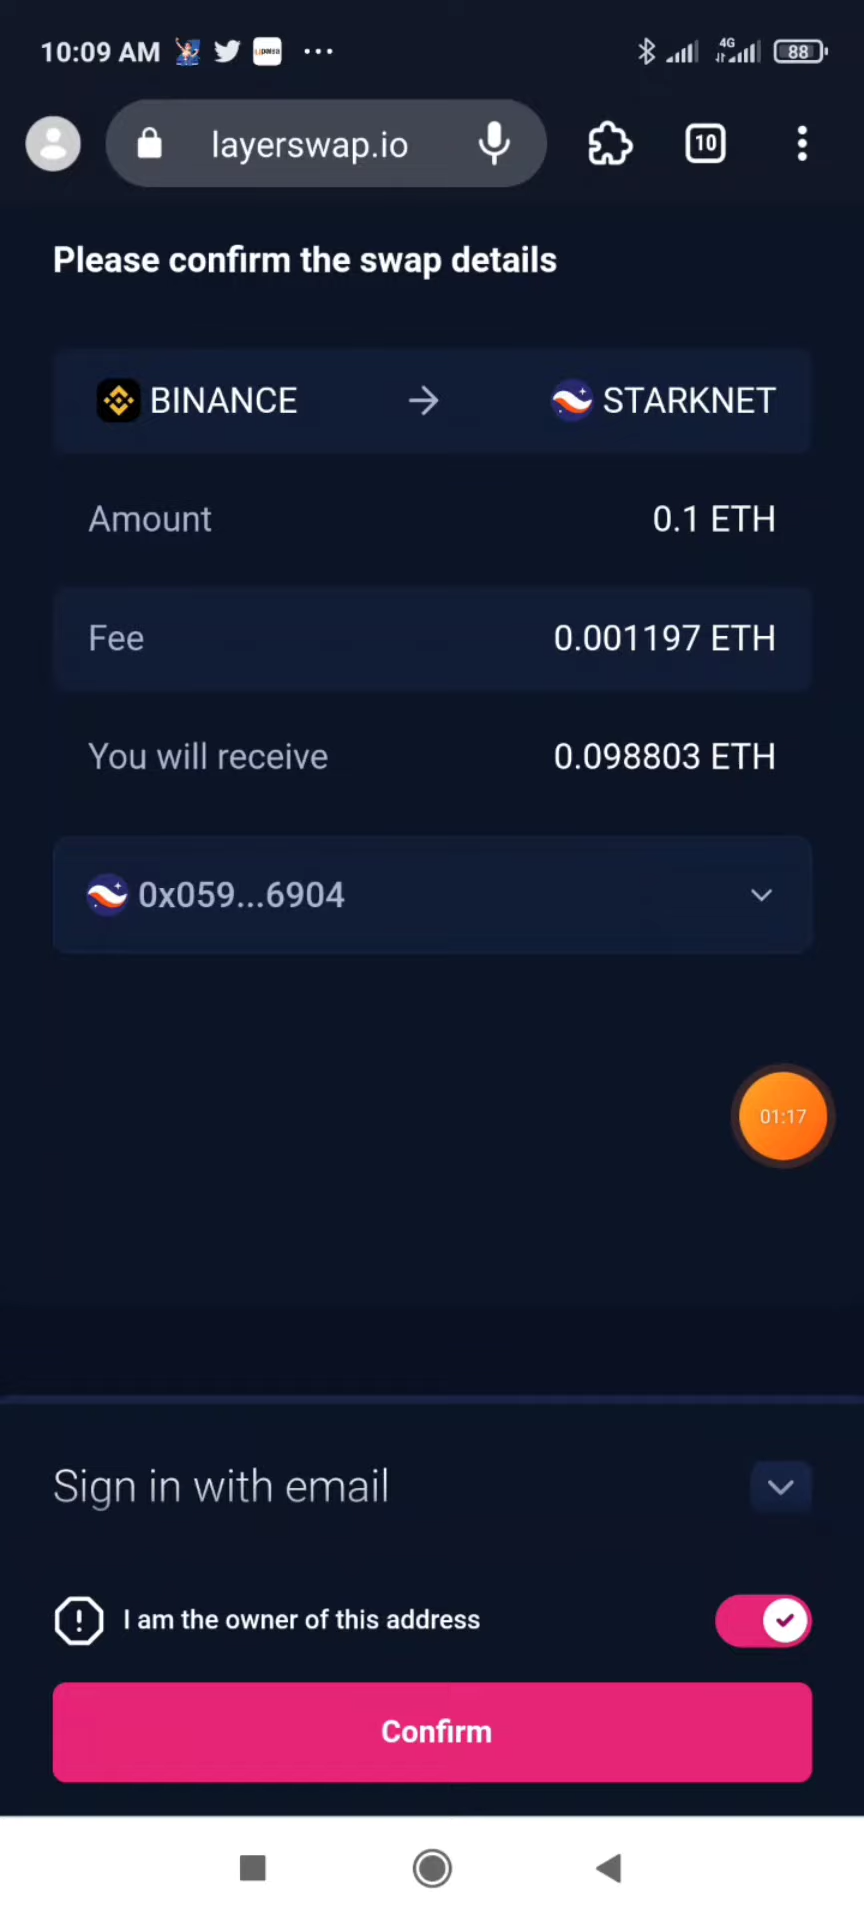 10:09 AM ... 4G 88
layerswap.io 10
Please confirm the swap details
BINANCE → STARKNET
Amount 0.1 ETH
Fee 0.001197 ETH
You will receive 0.098803 ETH
0x059...6904
01:17
Sign in with email
I am the owner of this address
Confirm